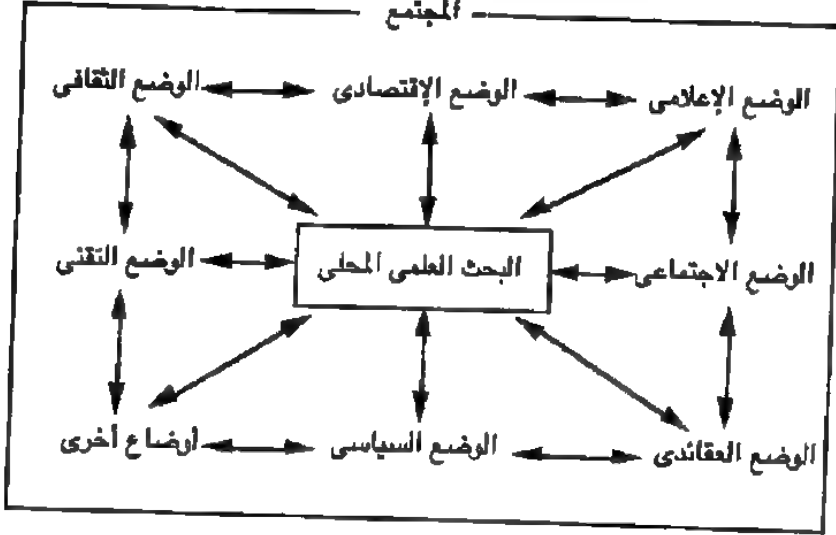 المجتمع
الوضع الإعلامى
الوضع الإقتصادى
الوضع الثقافى
الوضع الاجتماعى
البحث العلمى المحلى
الوضع التقنى
الوضع العقائدى
الوضع السياسى
أوضاع أخرى